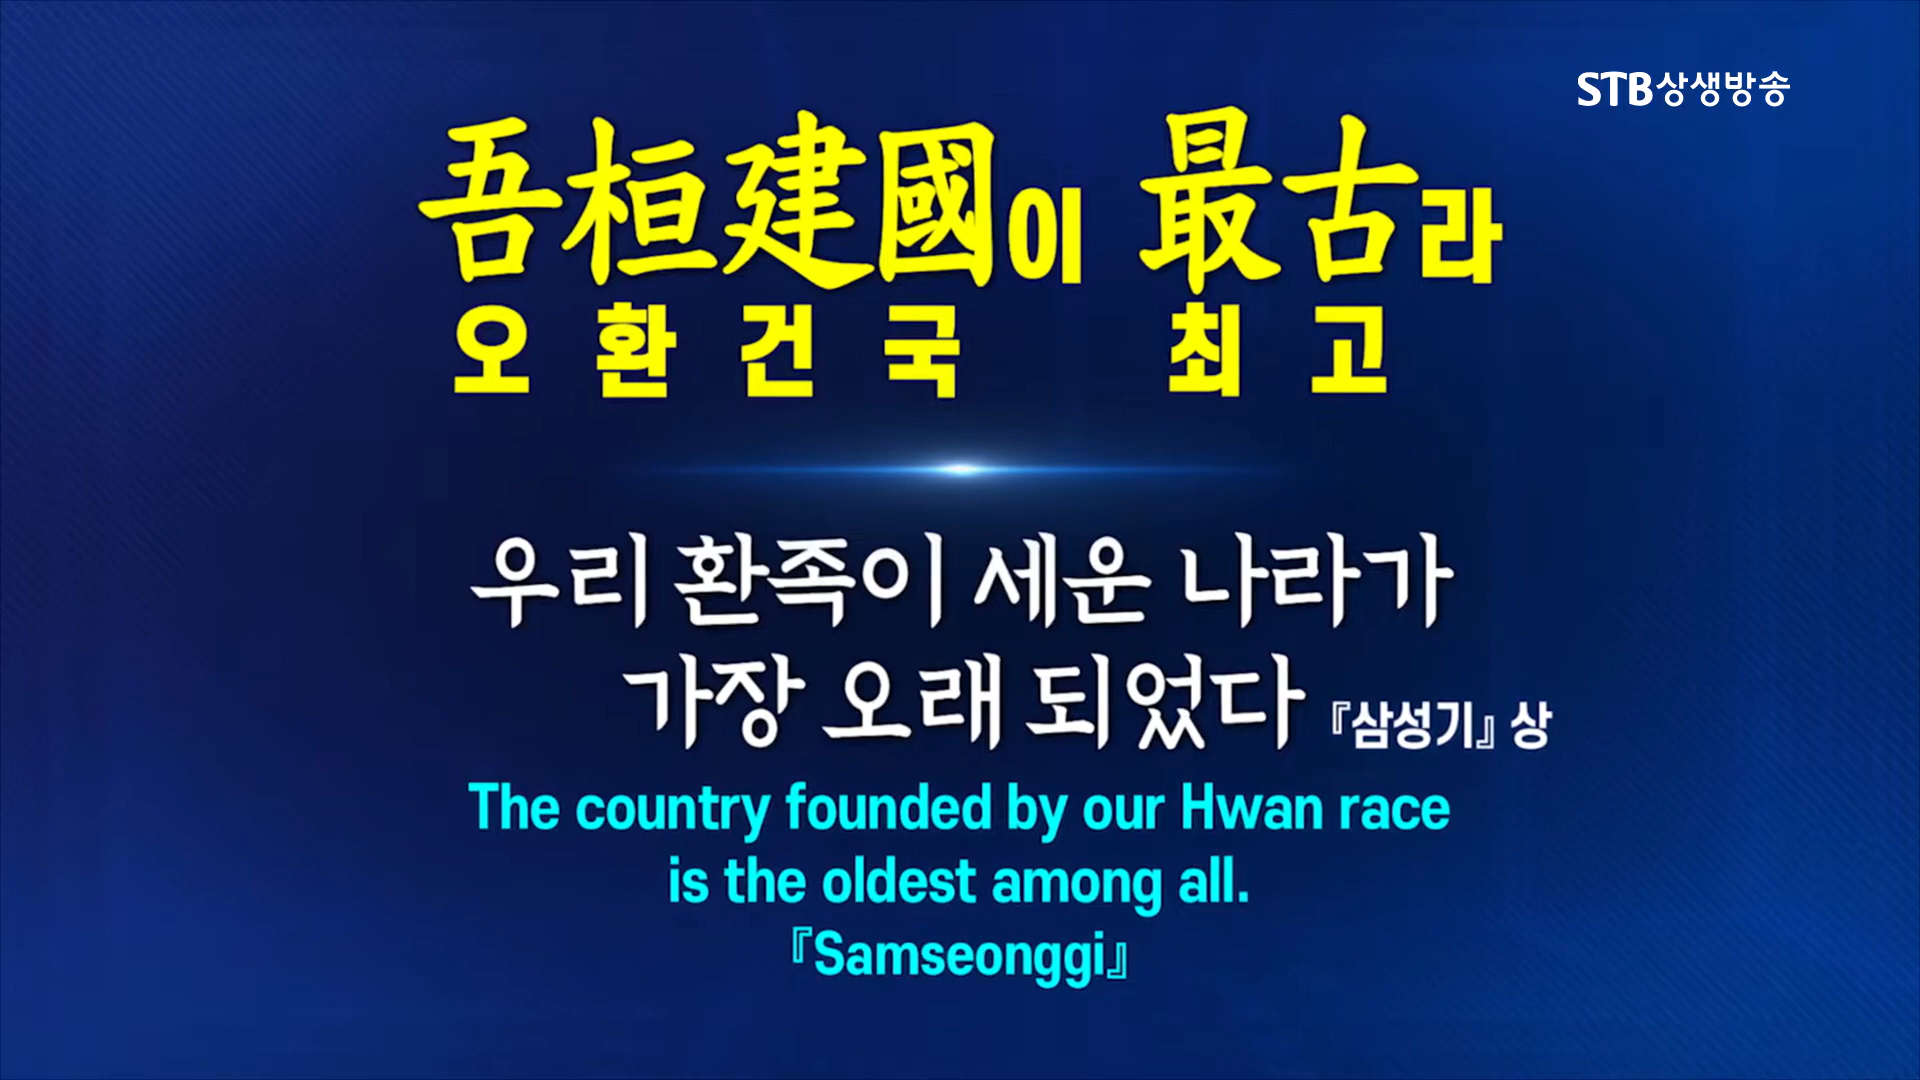 STB상생방송
吾桓建國이 最古라
오환건국 최고
우리 환족이 세운 나라가
가장 오래 되었다 『삼성기』 상
The country founded by our Hwan race
is the oldest among all.
『Samseonggi』